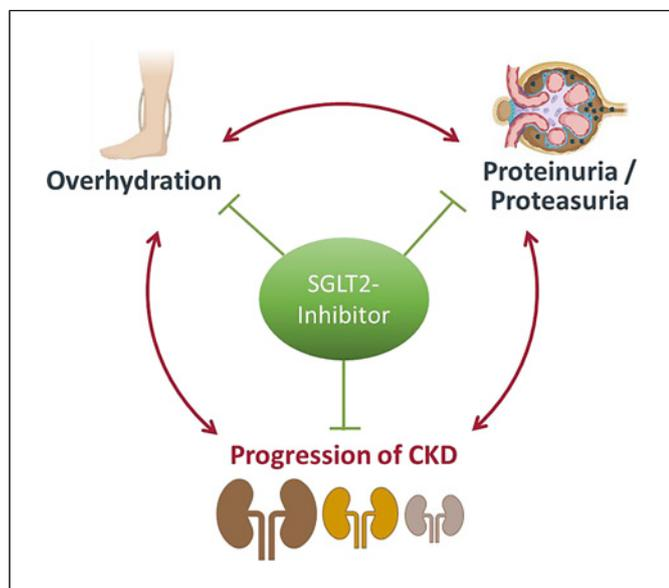 Overhydration
Proteinuria /
Proteasuria
SGLT2-
Inhibitor
Progression of CKD